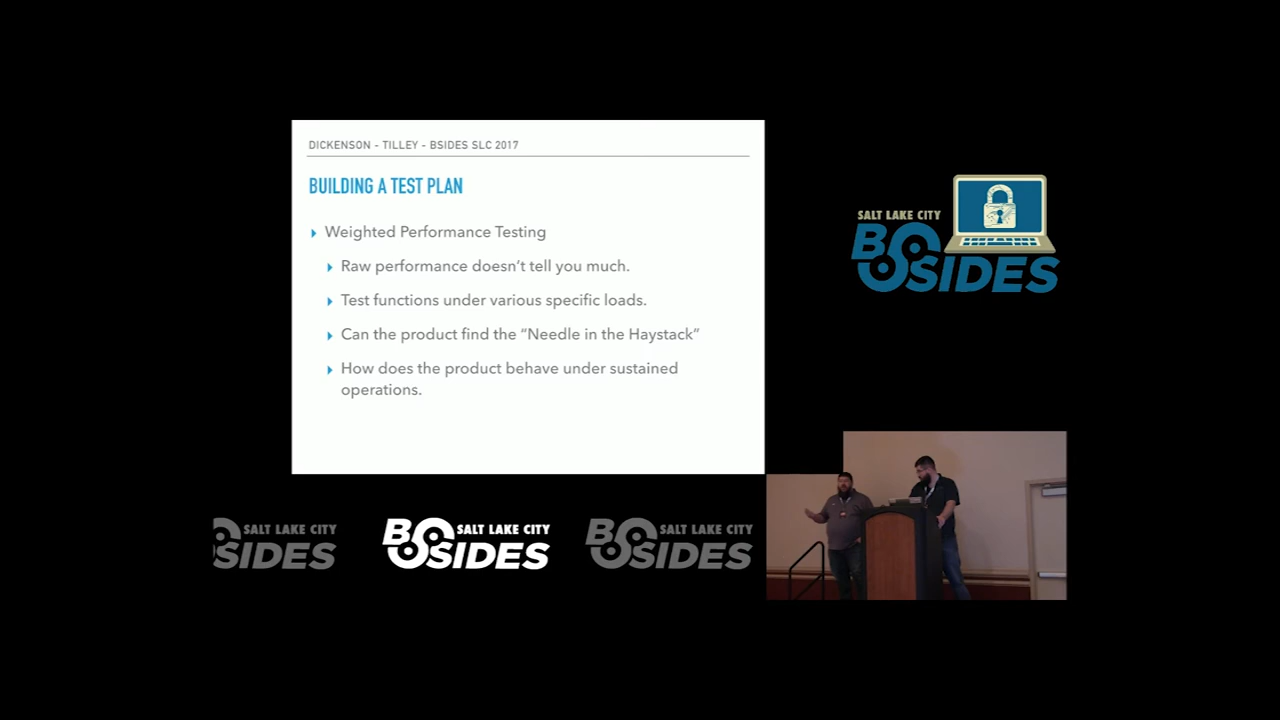 DICKENSON - TILLEY - BSIDES SLC 2017
BUILDING A TEST PLAN
Weighted Performance Testing
Raw performance doesn't tell you much.
Test functions under various specific loads.
Can the product find the “Needle in the Haystack”
How does the product behave under sustained
operations.
SALT LAKE CITY
BSIDES
SALT LAKE CITY
SIDES
SALT LAKE CITY
BSIDES
SALT LAKE CITY
BSIDES